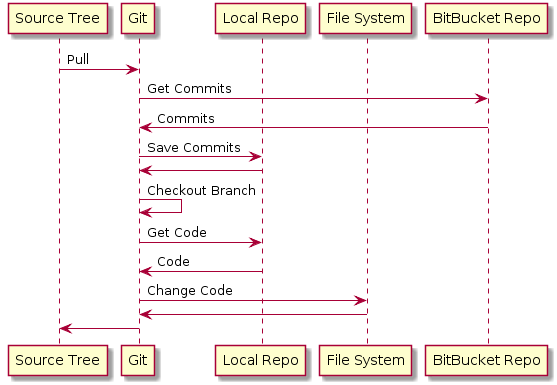 Source Tree Git Local Repo File System BitBucket Repo
Pull
Get Commits
Commits
Save Commits
Checkout Branch
Get Code
Code
Change Code
Source Tree Git Local Repo File System BitBucket Repo